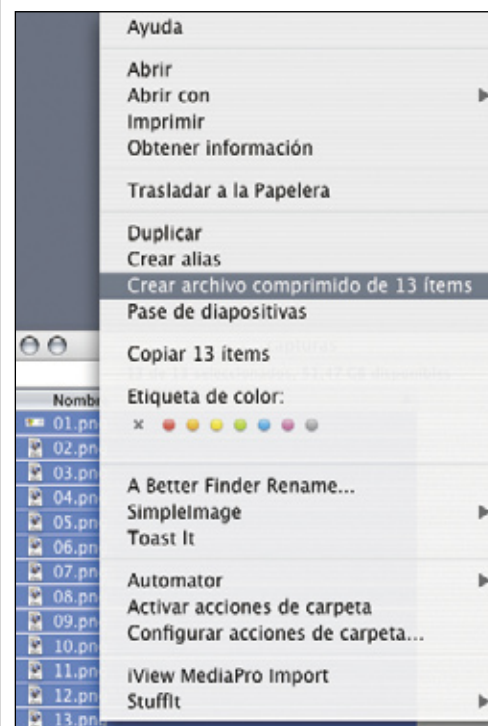 Ayuda
Abrir
Abrir con
Imprimir
Obtener información
Trasladar a la Papelera
Duplicar
Crear alias
Crear archivo comprimido de 13 ítems
Pase de diapositivas
Copiar 13 ítems
Etiqueta de color:
A Better Finder Rename...
SimpleImage
Toast It
Automator
Activar acciones de carpeta
Configurar acciones de carpeta...
iView MediaPro Import
StuffIt
capturas
Nomb
01.pn
02.pn
03.pn
04.pn
05.pn
06.pn
07.pn
08.pn
09.pn
10.pn
11.pn
12.pn
13.png